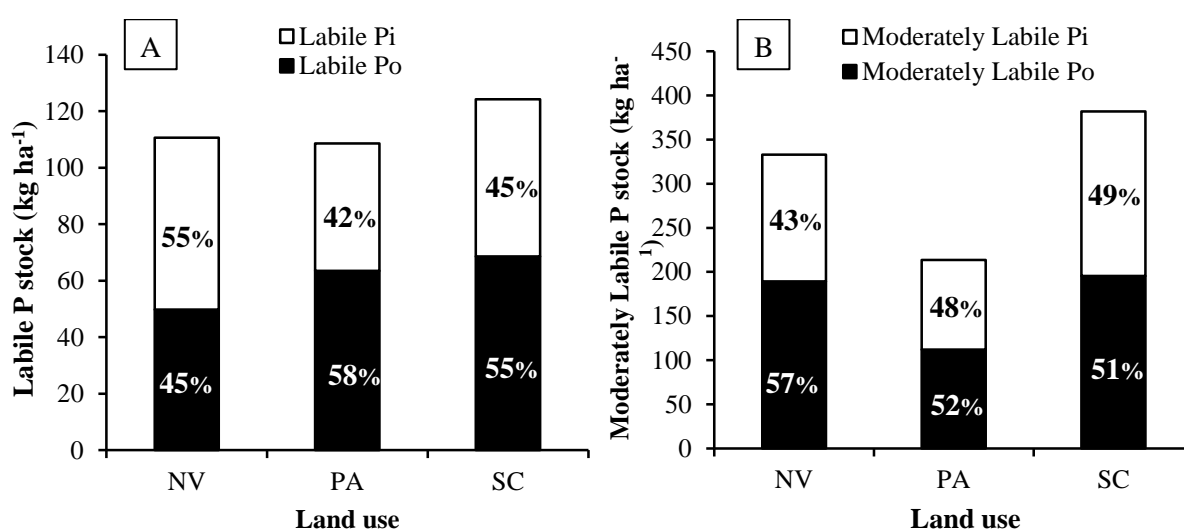 A
Labile Pi
Labile Po
Labile P stock (kg ha-1)
140
120
100
80
60
40
20
0
55%
42%
45%
45%
58%
55%
NV PA SC
Land use
B
Moderately Labile Pi
Moderately Labile Po
Moderately Labile P stock (kg ha-
1)
450
400
350
300
250
200
150
100
50
0
43%
48%
49%
57%
52%
51%
NV PA SC
Land use